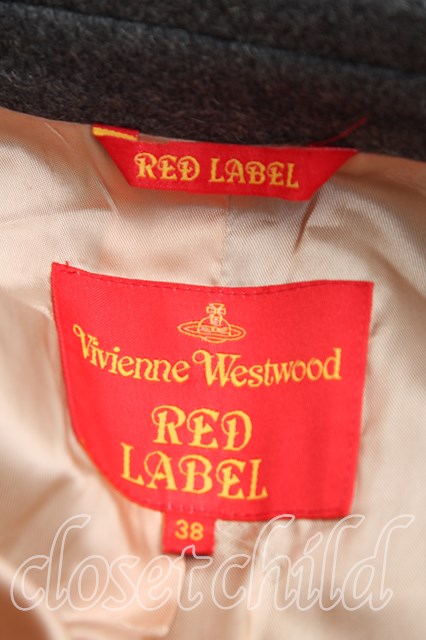 RED LABEL
Vivienne Westwood
RED
LABEL
38
closet child